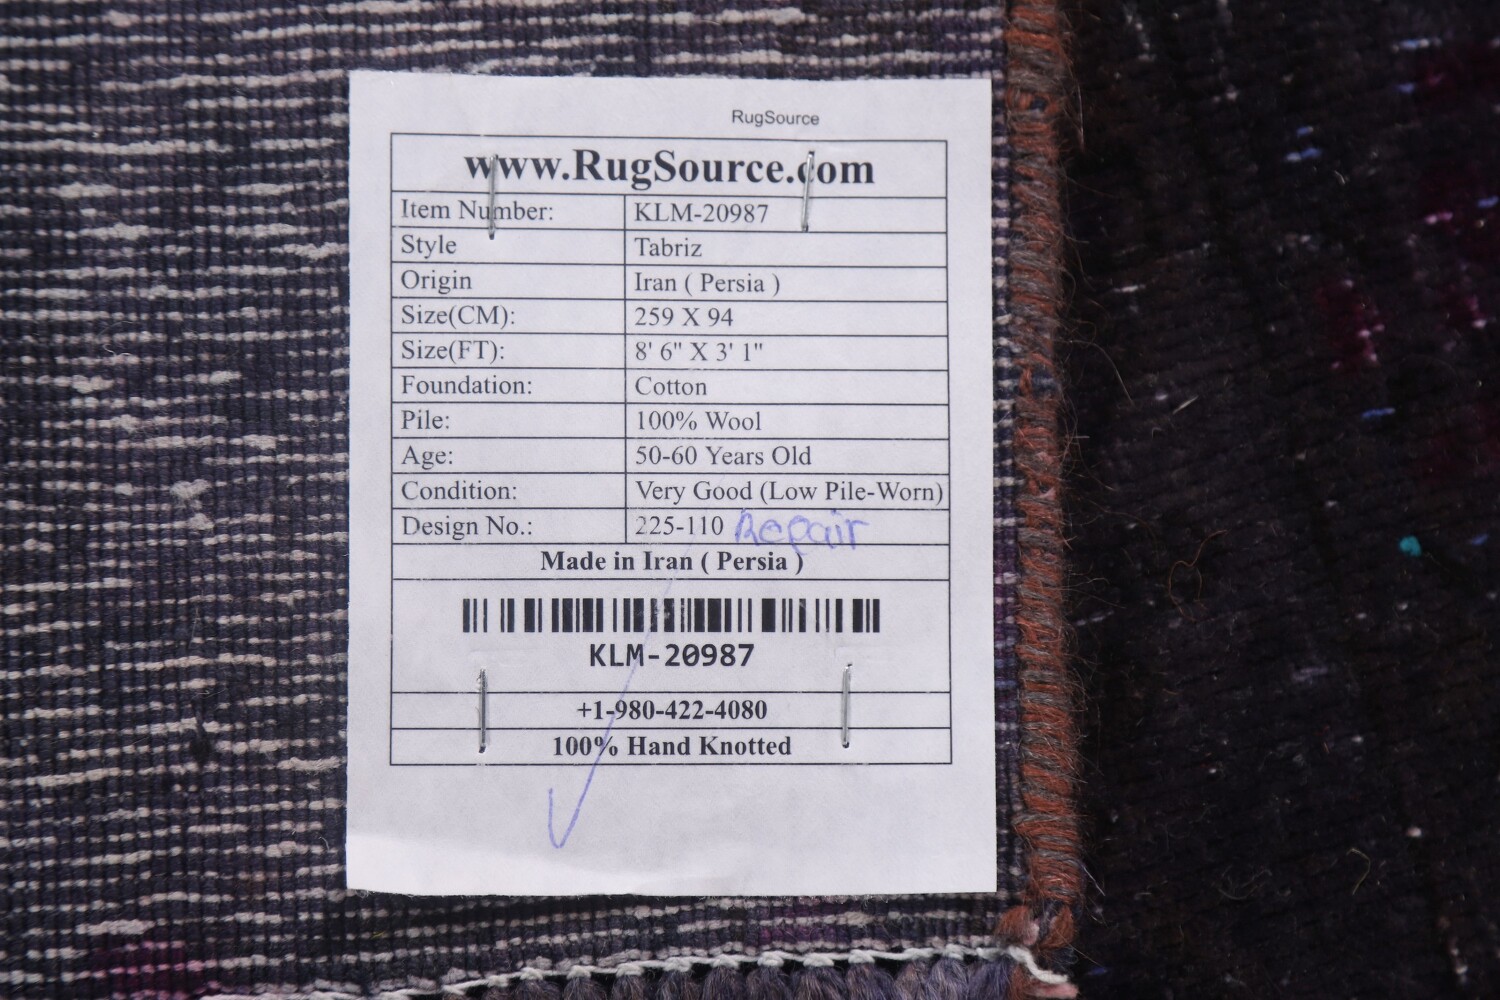 RugSource
www.RugSource.com
Item Number: KLM-20987
Style Tabriz
Origin Iran ( Persia )
Size(CM): 259 X 94
Size(FT): 8' 6" X 3' 1"
Foundation: Cotton
Pile: 100% Wool
Age: 50-60 Years Old
Condition: Very Good (Low Pile-Worn)
Design No.: 225-110 Repair
Made in Iran ( Persia )
KLM-20987
+1-980-422-4080
100% Hand Knotted